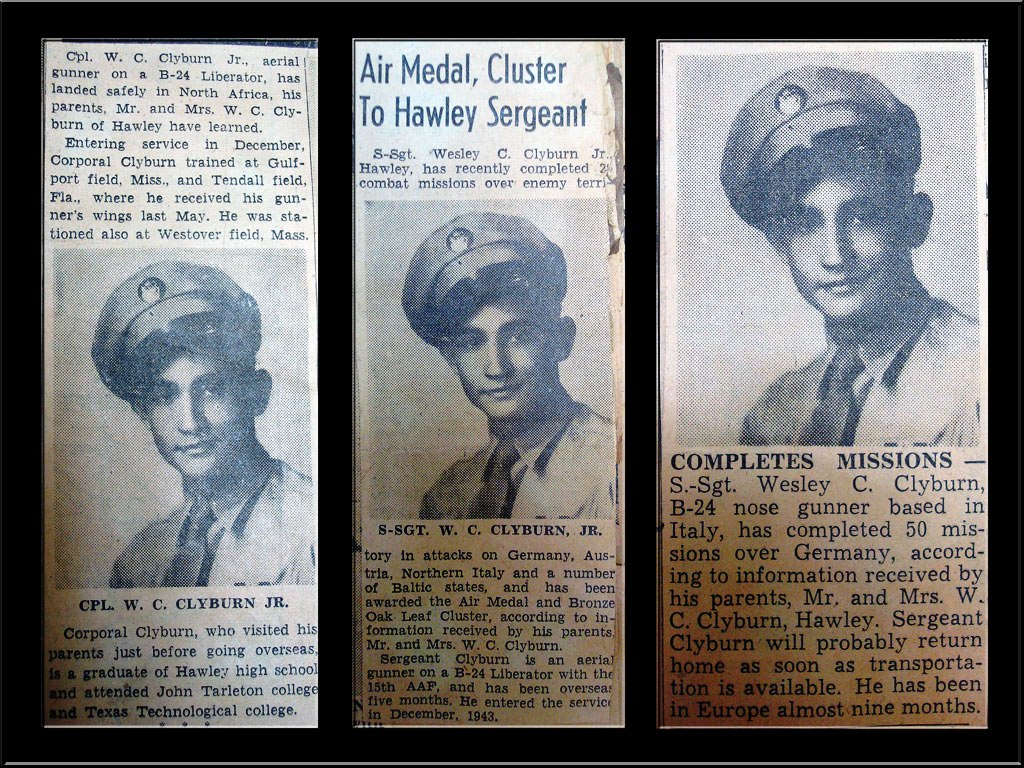 Cpl. W. C. Clyburn Jr., aerial
gunner on a B-24 Liberator, has
landed safely in North Africa, his
parents, Mr. and Mrs. W. C. Cly-
burn of Hawley have learned.
Entering service in December,
Corporal Clyburn trained at Gulf-
port field, Miss., and Tendall field,
Fla., where he received his gun-
ner's wings last May. He was sta-
tioned also at Westover field, Mass.
CPL. W. C. CLYBURN JR.
Corporal Clyburn, who visited his
parents just before going overseas,
is a graduate of Hawley high school
and attended John Tarleton college
and Texas Technological college.
* * *
Air Medal, Cluster
To Hawley Sergeant
S-Sgt. Wesley C. Clyburn Jr.,
Hawley, has recently completed
combat missions over enemy terri-
S-SGT. W. C. CLYBURN, JR.
tory in attacks on Germany, Aus-
tria, Northern Italy and a number
of Baltic states, and has been
awarded the Air Medal and Bronze
Oak Leaf Cluster, according to in-
formation received by his parents,
Mr. and Mrs. W. C. Clyburn.
Sergeant Clyburn is an aerial
gunner on a B-24 Liberator with the
15th AAF, and has been overseas
five months. He entered the service
in December, 1943.
COMPLETES MISSIONS —
S.-Sgt. Wesley C. Clyburn,
B-24 nose gunner based in
Italy, has completed 50 mis-
sions over Germany, accord-
ing to information received by
his parents, Mr. and Mrs. W.
C. Clyburn, Hawley. Sergeant
Clyburn will probably return
home as soon as transporta-
tion is available. He has been
in Europe almost nine months.